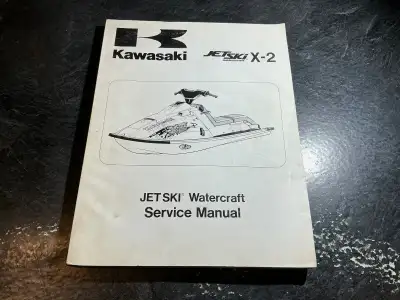 Kawasaki
JET SKI X-2
JET SKI® Watercraft
Service Manual